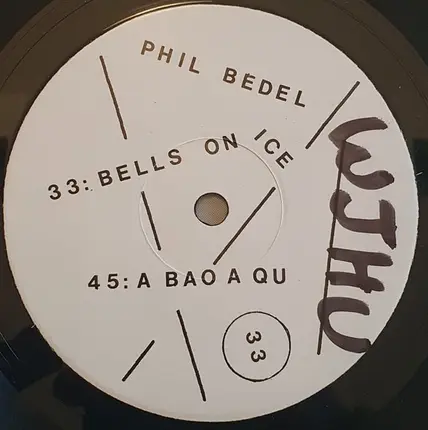 PHIL BEDEL
33: BELLS ON ICE
45: A BAO A QU
33
WJHU